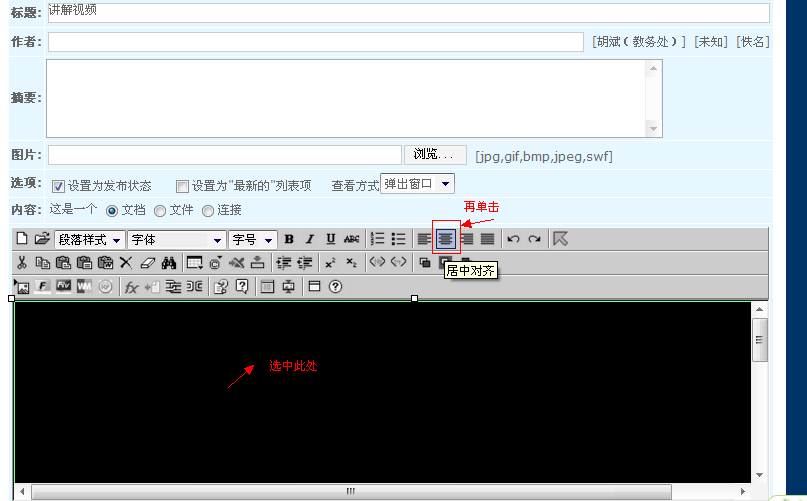 标题: 讲解视频
作者: [胡斌（教务处）] [未知] [佚名]
摘要:
图片: 浏览... [jpg,gif,bmp,jpeg,swf]
选项: 设置为发布状态 设置为"最新的"列表项 查看方式 弹出窗口
内容: 这是一个 文档 文件 连接
再单击
段落样式 字体 字号 B I U ABC
居中对齐
选中此处